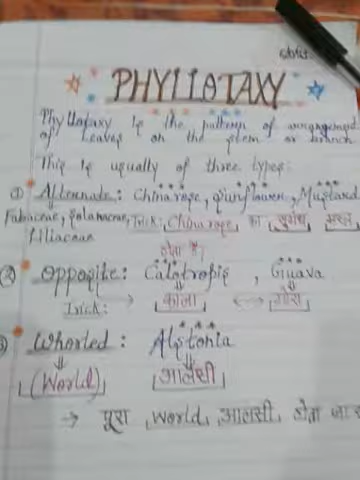 PHYLLOTAXY
Phyllotaxy is the pattern of arrangement
of leaves on the stem or branch
This is usually of three types:
① Alternate: China rose, Sunflower, Mustard
Fabaceae, Solanaceae, Trick: China rose का सुगंध
Liliaceae
होता है।
② Opposite: Calotropis, Guava
Trick: → काला ↔ गोरा
Whorled: Alstonia
(World) आलसी
→ पूरा World, आलसी, होता जा